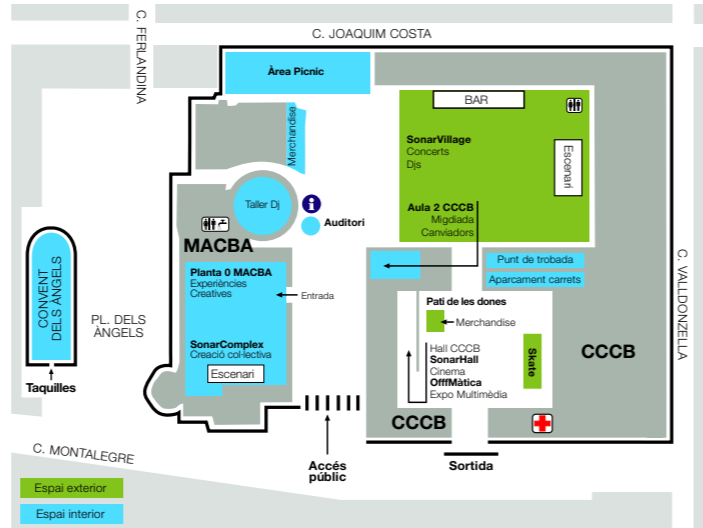 C. JOAQUIM COSTA
C. FERLANDINA
Àrea Picnic
BAR
Merchandise
SonarVillage
Concerts
Djs
Escenari
Taller Dj
i
Auditori
Aula 2 CCCB
Migdiada
Canviadors
MACBA
C. VALLDONZELLA
CONVENT
DELS ÀNGELS
PL. DELS
ÀNGELS
Planta 0 MACBA
Experiències
Creatives
Entrada
Punt de trobada
Aparcament carrets
Pati de les dones
Merchandise
SonarComplex
Creació col·lectiva
Escenari
Hall CCCB
SonarHall
Cinema
OfffMàtica
Expo Multimèdia
Skate
CCCB
Taquilles
CCCB
C. MONTALEGRE
Accés
públic
Sortida
Espai exterior
Espai interior